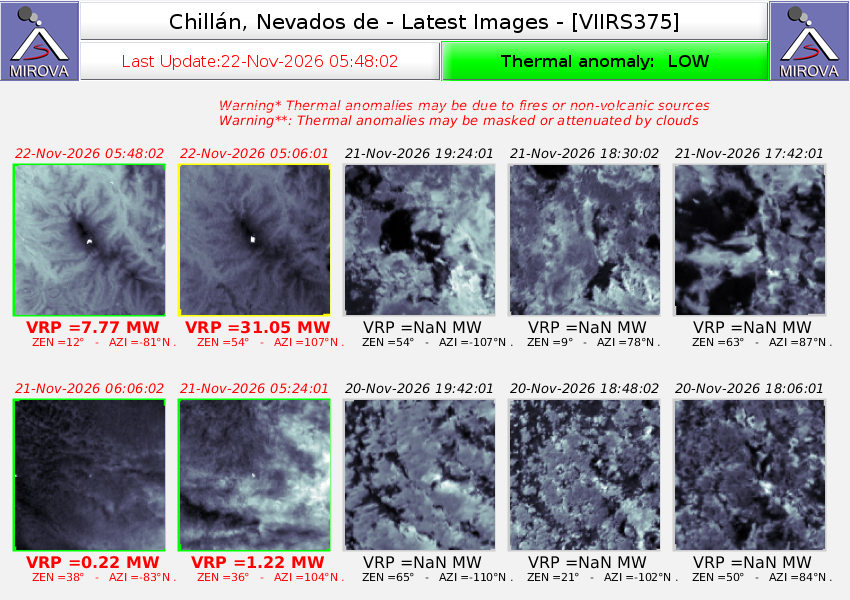 Chillán, Nevados de - Latest Images - [VIIRS375]
MIROVA
MIROVA
Last Update:22-Nov-2026 05:48:02
Thermal anomaly: LOW
Warning* Thermal anomalies may be due to fires or non-volcanic sources
Warning**: Thermal anomalies may be masked or attenuated by clouds
22-Nov-2026 05:48:02
22-Nov-2026 05:06:01
21-Nov-2026 19:24:01
21-Nov-2026 18:30:02
21-Nov-2026 17:42:01
VRP =7.77 MW
VRP =31.05 MW
VRP =NaN MW
VRP =NaN MW
VRP =NaN MW
ZEN =12° - AZI =-81°N .
ZEN =54° - AZI =107°N .
ZEN =54° - AZI =-107°N .
ZEN =9° - AZI =78°N .
ZEN =63° - AZI =87°N .
21-Nov-2026 06:06:02
21-Nov-2026 05:24:01
20-Nov-2026 19:42:01
20-Nov-2026 18:48:02
20-Nov-2026 18:06:01
VRP =0.22 MW
VRP =1.22 MW
VRP =NaN MW
VRP =NaN MW
VRP =NaN MW
ZEN =38° - AZI =-83°N .
ZEN =36° - AZI =104°N .
ZEN =65° - AZI =-110°N .
ZEN =21° - AZI =-102°N .
ZEN =50° - AZI =84°N .